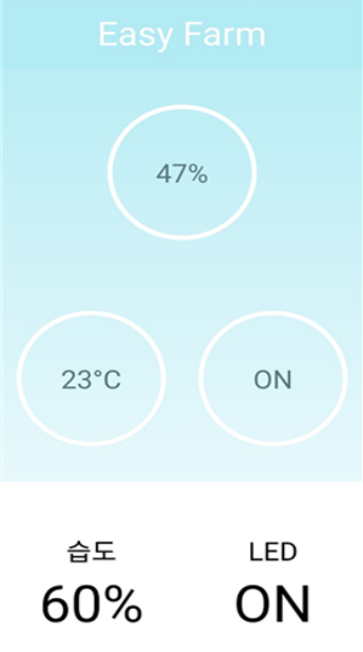 Easy Farm
47%
23°C
ON
습도
LED
60%
ON